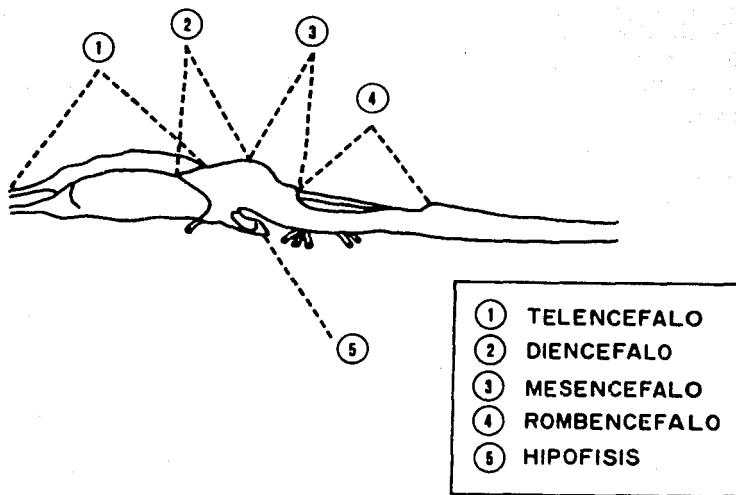 1
2
3
4
5
1 TELENCEFALO
2 DIENCEFALO
3 MESENCEFALO
4 ROMBENCEFALO
5 HIPOFISIS